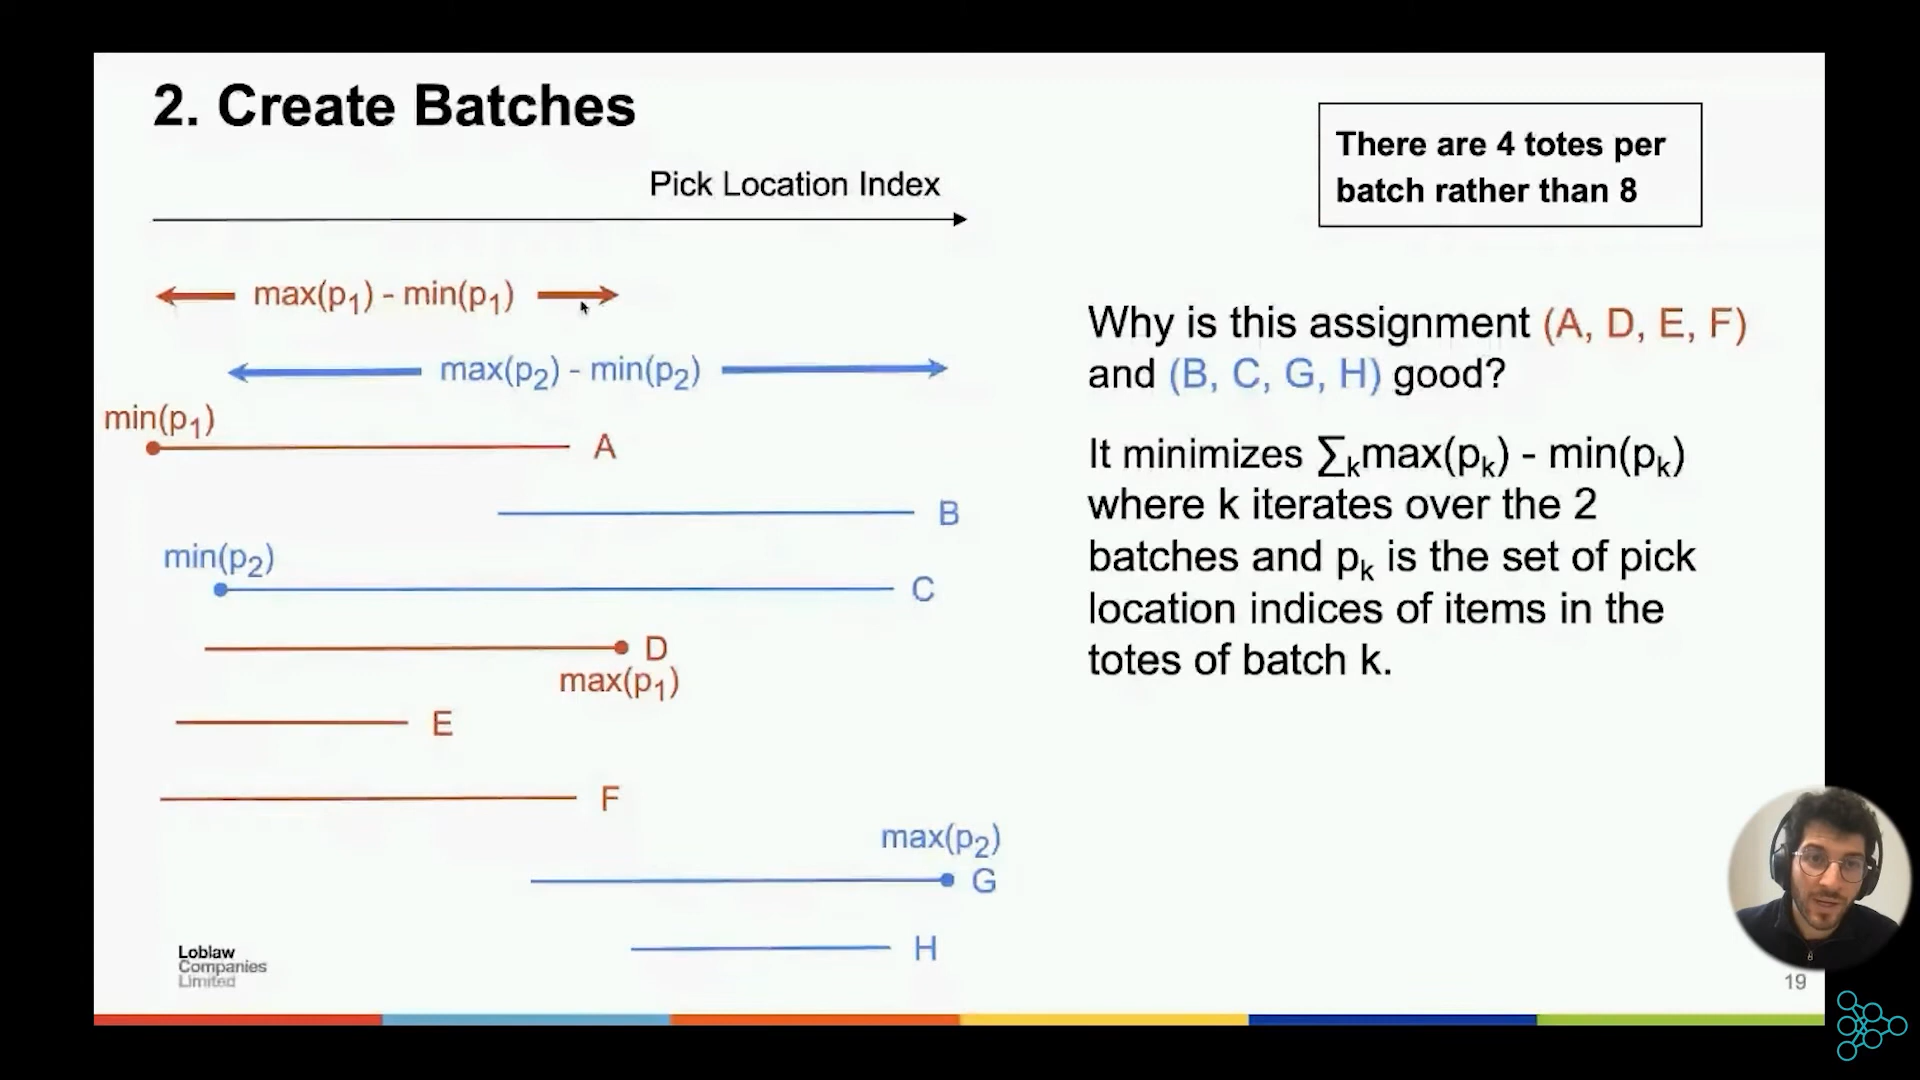 2. Create Batches
There are 4 totes per
batch rather than 8
Pick Location Index
max(p₁) - min(p₁)
max(p₂) - min(p₂)
min(p₁)
A
B
min(p₂)
C
D
max(p₁)
E
F
max(p₂)
G
H
Why is this assignment (A, D, E, F)
and (B, C, G, H) good?
It minimizes ∑ₖmax(pₖ) - min(pₖ)
where k iterates over the 2
batches and pₖ is the set of pick
location indices of items in the
totes of batch k.
Loblaw
Companies
Limited
19